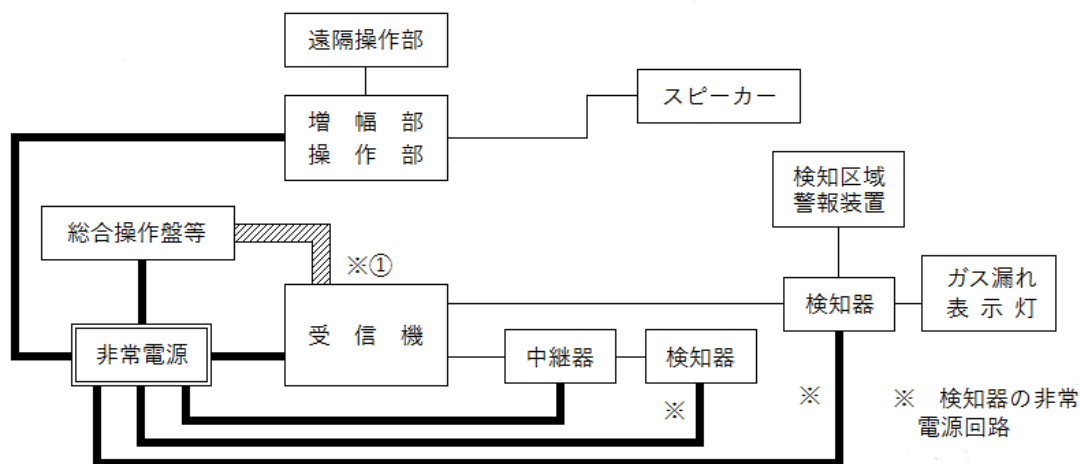 遠隔操作部
スピーカー
増幅部
操作部
検知区域
警報装置
総合操作盤等
※①
ガス漏れ
表示灯
検知器
受信機
非常電源
中継器
検知器
※
※
※ 検知器の非常
電源回路